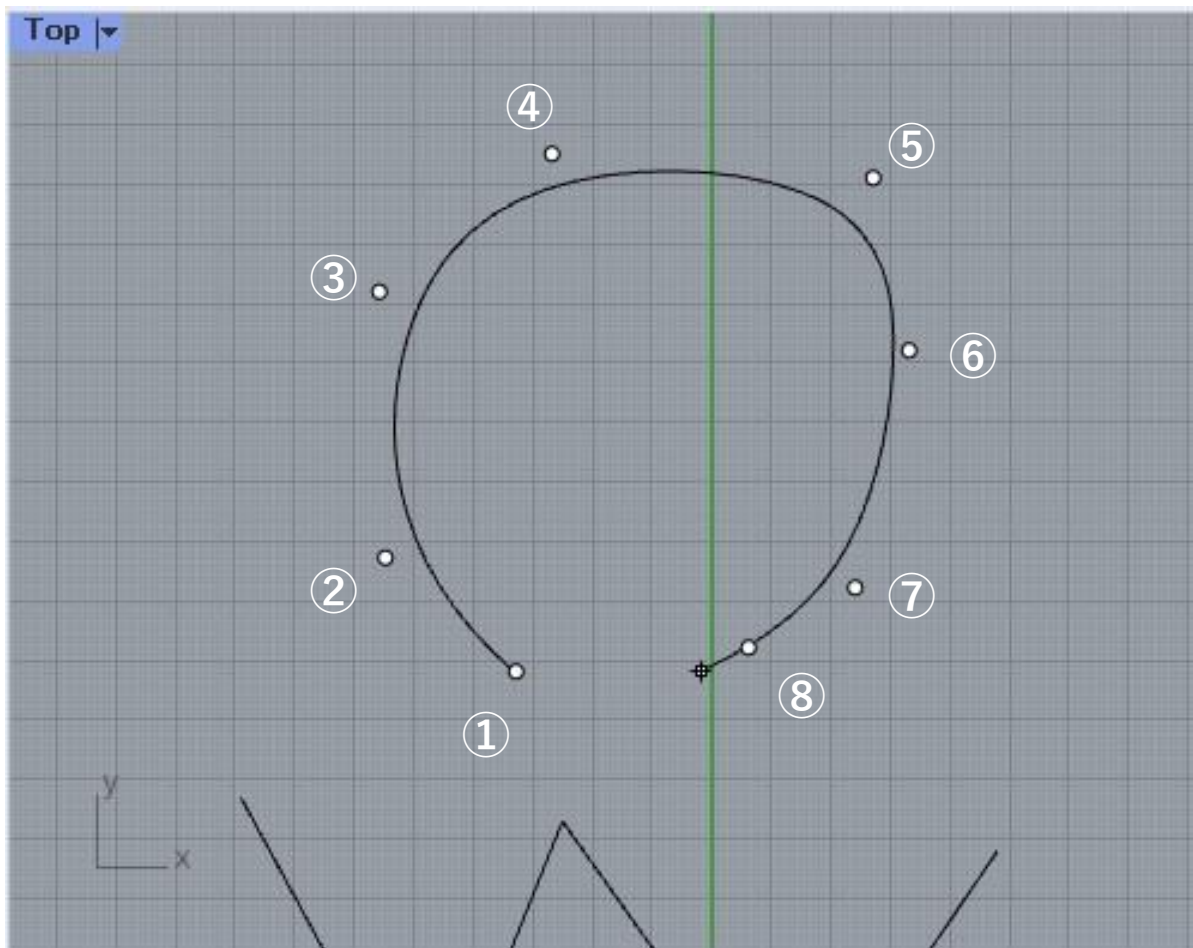 Top
④
⑤
③
⑥
②
⑦
⑧
①
y
x